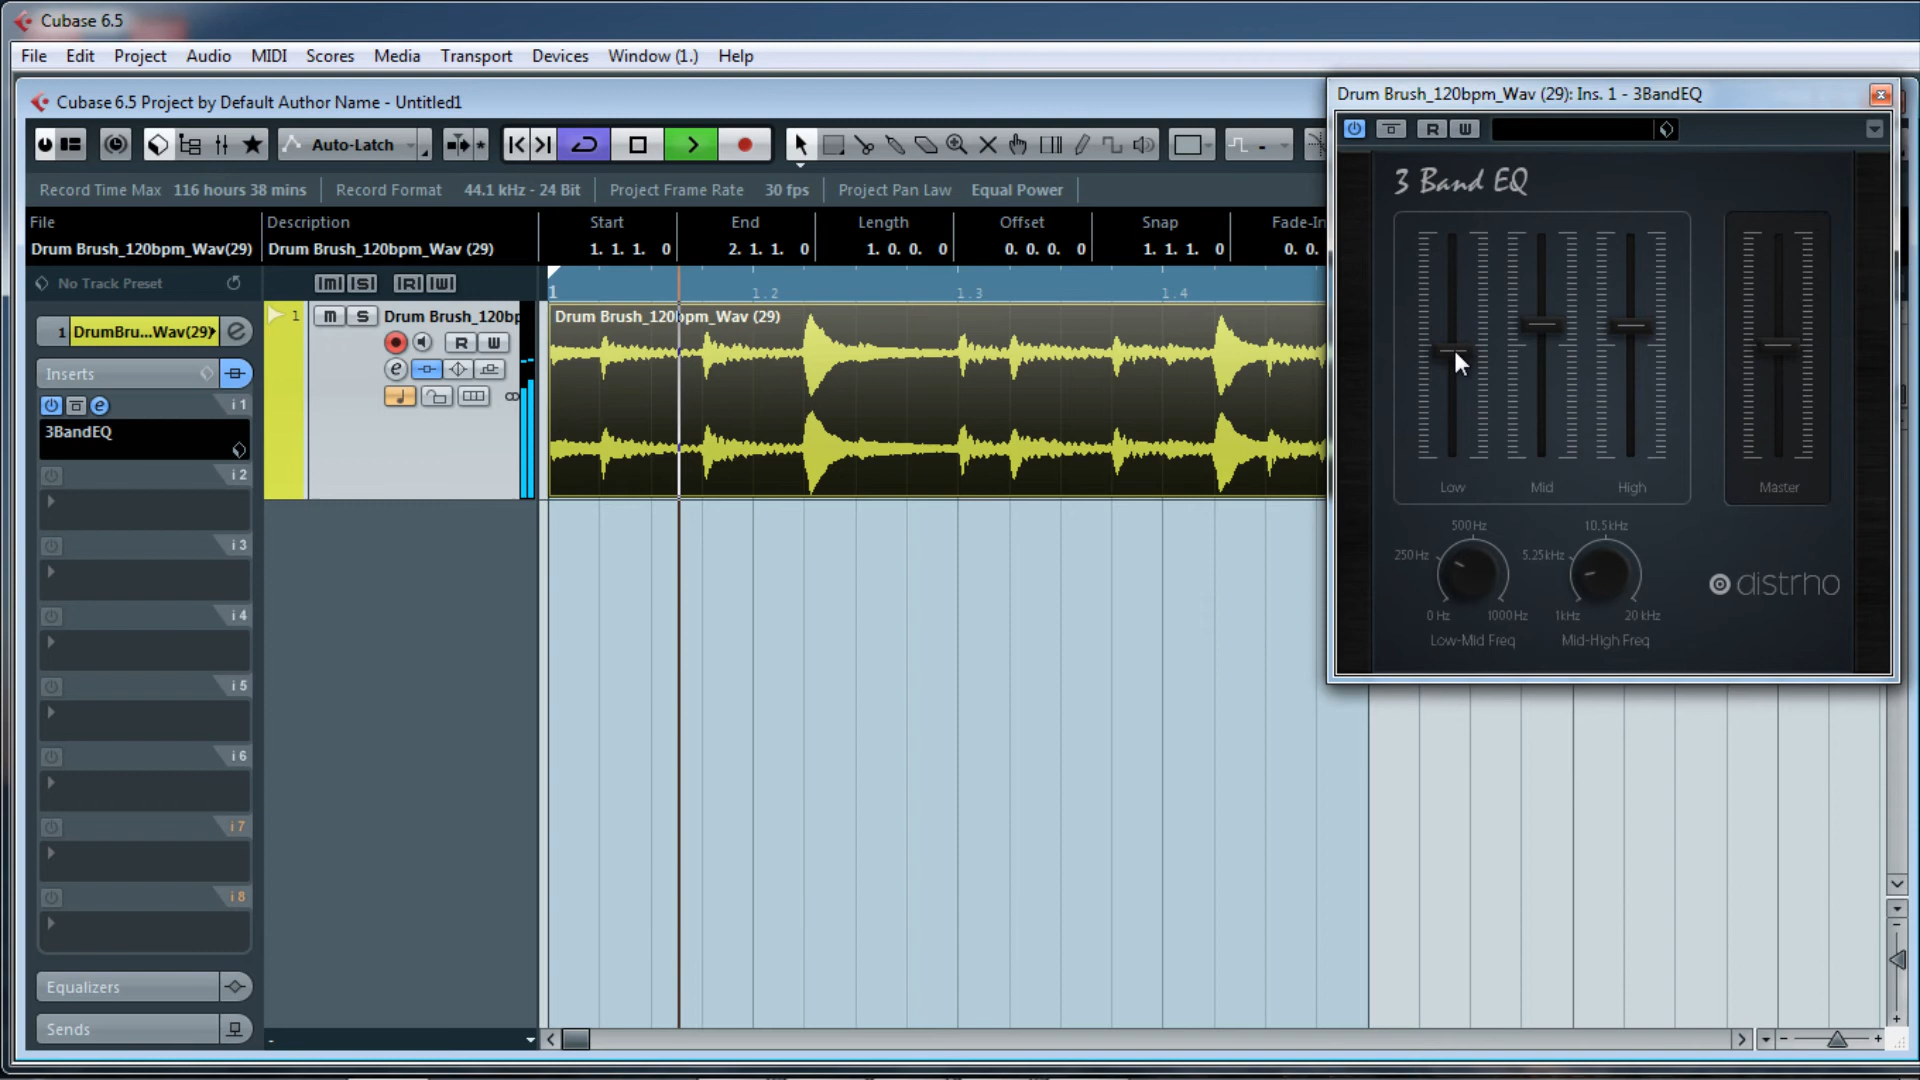 Cubase 6.5
File Edit Project Audio MIDI Scores Media Transport Devices Window (1.) Help
Cubase 6.5 Project by Default Author Name - Untitled1
Drum Brush_120bpm_Wav (29): Ins. 1 - 3BandEQ
Auto-Latch
R W
Record Time Max 116 hours 38 mins Record Format 44.1 kHz - 24 Bit Project Frame Rate 30 fps Project Pan Law Equal Power
3 Band EQ
File Description Start End Length Offset Snap Fade-In
Drum Brush_120bpm_Wav(29) Drum Brush_120bpm_Wav (29) 1. 1. 1. 0 2. 1. 1. 0 1. 0. 0. 0 0. 0. 0. 0 1. 1. 1. 0 0. 0.
No Track Preset M S R W
1 1.2 1.3 1.4
1 m S Drum Brush_120bp Drum Brush_120bpm_Wav (29)
1 DrumBru...Wav(29)
R W
Inserts
e
i 1
3BandEQ
i 2
i 3
i 4
i 5
i 6
i 7
i 8
Equalizers
Sends
Low Mid High Master
500Hz 10.5kHz
250Hz 5.25kHz
distrho
0 Hz 1000Hz 1kHz 20 kHz
Low-Mid Freq Mid-High Freq